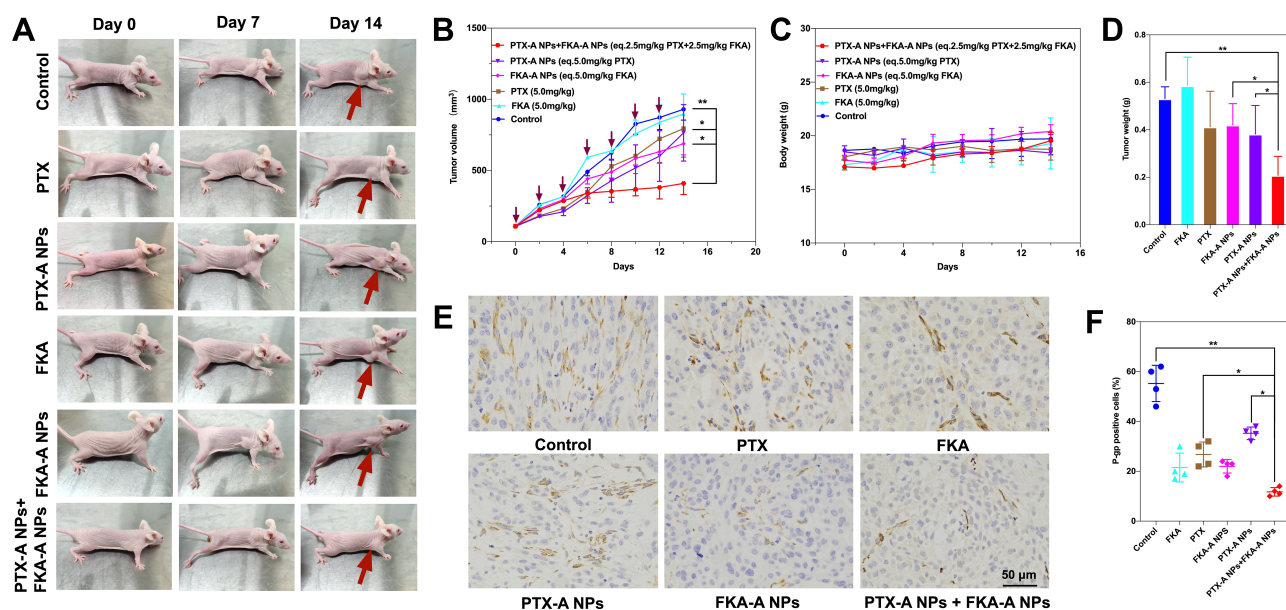 A
Day 0
Day 7
Day 14
Control
PTX
PTX-A NPs
FKA
FKA-A NPs
PTX-A NPs+
FKA-A NPs
B
1500
1000
500
0
Tumor volume (mm³)
0
4
8
12
16
20
Days
PTX-A NPs+FKA-A NPs (eq.2.5mg/kg PTX+2.5mg/kg FKA)
PTX-A NPs (eq.5.0mg/kg PTX)
FKA-A NPs (eq.5.0mg/kg FKA)
PTX (5.0mg/kg)
FKA (5.0mg/kg)
Control
**
*
*
C
30
25
20
15
10
Body weight (g)
0
4
8
12
16
Days
PTX-A NPs+FKA-A NPs (eq.2.5mg/kg PTX+2.5mg/kg FKA)
PTX-A NPs (eq.5.0mg/kg PTX)
FKA-A NPs (eq.5.0mg/kg FKA)
PTX (5.0mg/kg)
FKA (5.0mg/kg)
Control
D
0.8
0.6
0.4
0.2
0.0
Tumor weight (g)
**
*
*
Control
FKA
PTX
FKA-A NPs
PTX-A NPs
PTX-A NPs+FKA-A NPs
E
Control
PTX
FKA
50 μm
PTX-A NPs
FKA-A NPs
PTX-A NPs + FKA-A NPs
F
80
60
40
20
0
P-gp positive cells (%)
**
*
*
Control
FKA
PTX
FKA-A NPS
PTX-A NPs
PTX-A NPs+FKA-A NPs